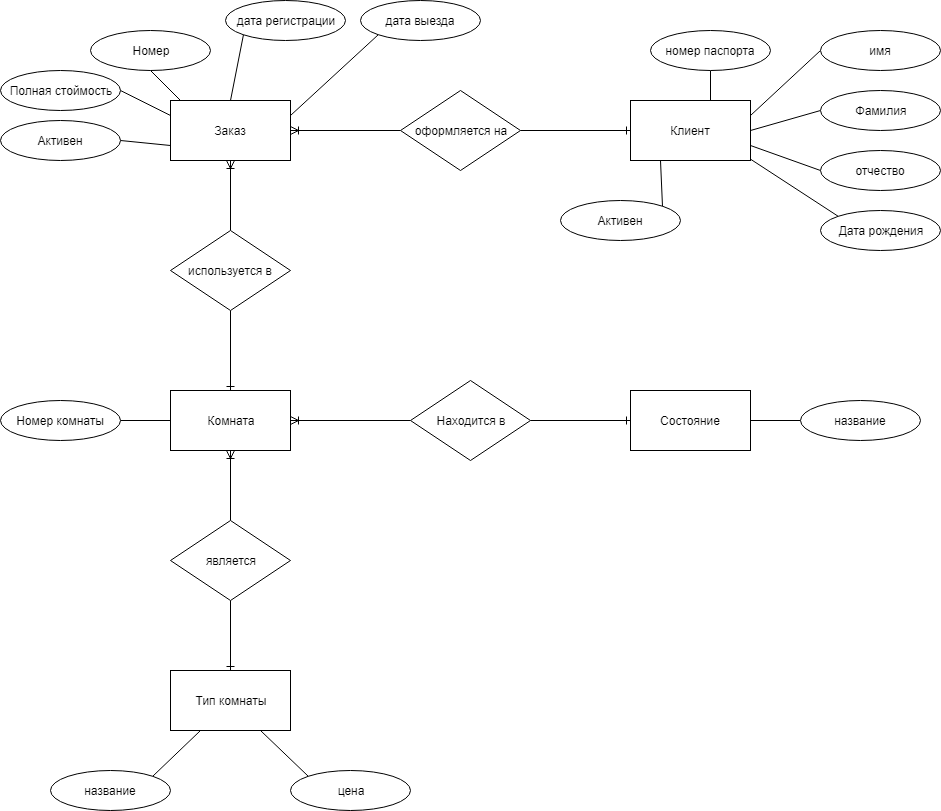 дата регистрации
дата выезда
Номер
номер паспорта
имя
Полная стоймость
Фамилия
Активен
Заказ
оформляется на
Клиент
отчество
Активен
Дата рождения
используется в
Номер комнаты
Комната
Находится в
Состояние
название
является
Тип комнаты
название
цена